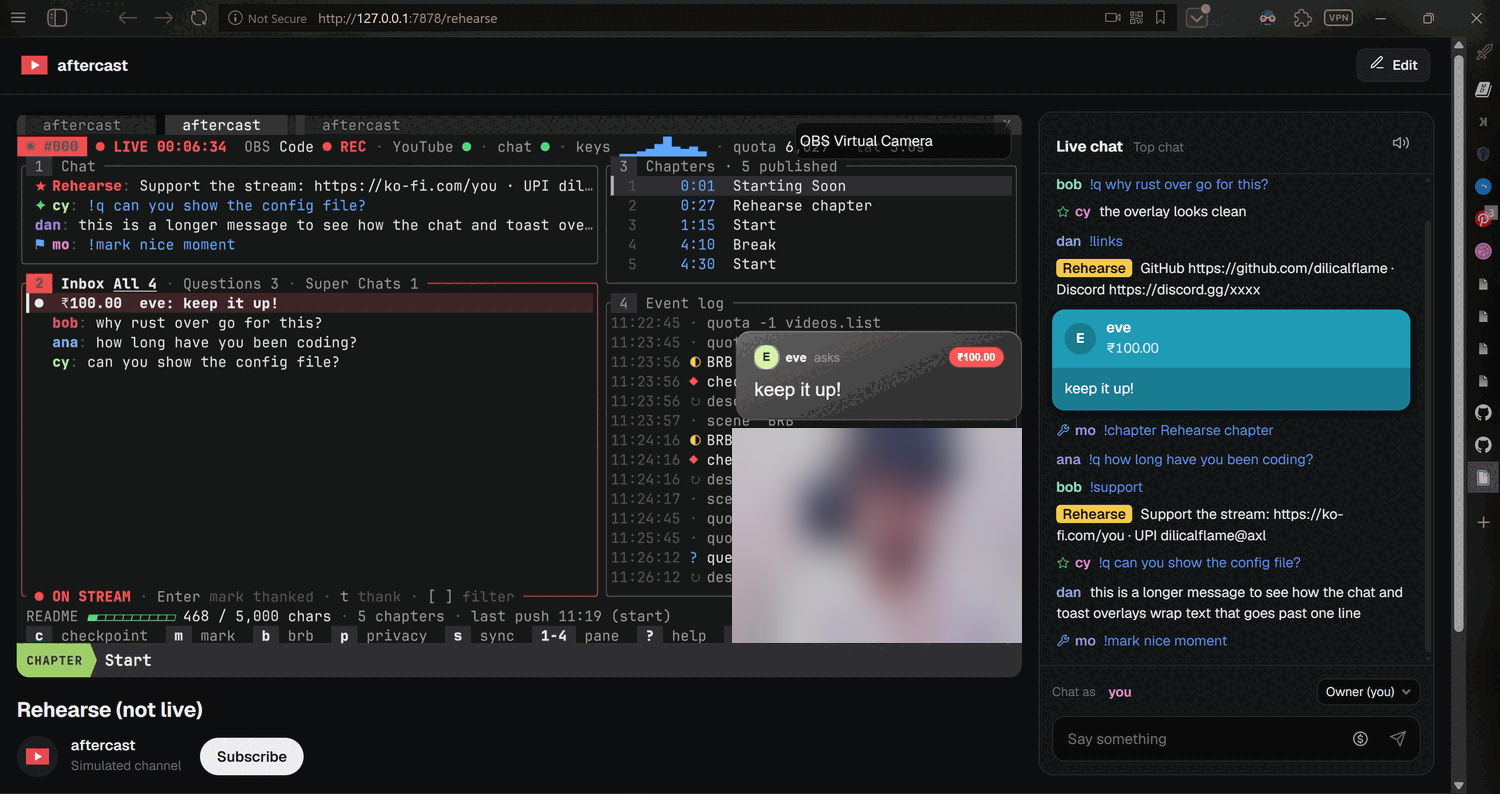 Not Secure http://127.0.0.1:7878/rehearse
VPN
aftercast
Edit
aftercast aftercast aftercast x
#000 LIVE 00:06:34 OBS Code REC · YouTube · chat · keys · quota
OBS Virtual Camera
1 Chat
★ Rehearse: Support the stream: https://ko-fi.com/you · UPI dil…
cy: !q can you show the config file?
dan: this is a longer message to see how the chat and toast ove…
mo: !mark nice moment
2 Inbox All 4 · Questions 3 · Super Chats 1
₹100.00 eve: keep it up!
bob: why rust over go for this?
ana: how long have you been coding?
cy: can you show the config file?
ON STREAM · Enter mark thanked · t thank · [ ] filter
3 Chapters · 5 published
1 0:01 Starting Soon
2 0:27 Rehearse chapter
3 1:15 Start
4 4:10 Break
5 4:30 Start
4 Event log
11:22:45 · quota -1 videos.list
11:23:45 · quo
11:23:56 BRB
11:23:56 chec
11:23:56 desc
11:23:57 · scene BRB
11:24:16 BRB
11:24:16 che
11:24:16 des
11:24:17 · sce
11:24:45 · quo
11:25:45 · quo
11:26:12 ? que
11:26:12 des
E eve asks ₹100.00
keep it up!
README 468 / 5,000 chars · 5 chapters · last push 11:19 (start)
c checkpoint m mark b brb p privacy s sync 1-4 pane ? help
CHAPTER Start
Rehearse (not live)
aftercast
Simulated channel
Subscribe
Live chat Top chat
bob !q why rust over go for this?
cy the overlay looks clean
dan !links
Rehearse GitHub https://github.com/dilicalflame ·
Discord https://discord.gg/xxxx
E eve
₹100.00
keep it up!
mo !chapter Rehearse chapter
ana !q how long have you been coding?
bob !support
Rehearse Support the stream: https://ko-
fi.com/you · UPI dilicalflame@axl
cy !q can you show the config file?
dan this is a longer message to see how the chat and
toast overlays wrap text that goes past one line
mo !mark nice moment
Chat as you Owner (you)
Say something
3